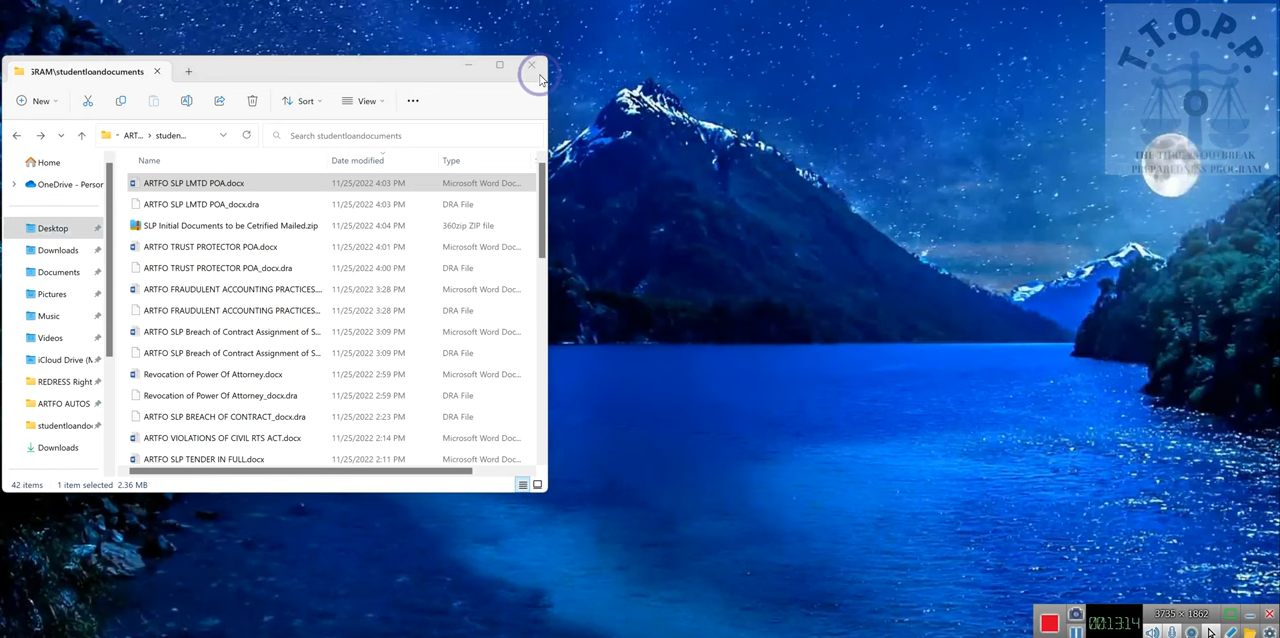 T.T.O.P.P.
THE THIRTY OUTBREAK
PREPAREDNESS PROGRAM
3RAM\studentloandocuments
New
Sort
View
ART...
studen...
Search studentloandocuments
Home
OneDrive - Persor
Desktop
Downloads
Documents
Pictures
Music
Videos
iCloud Drive (M
REDRESS Right
ARTFO AUTOS
studentloando
Downloads
Name Date modified Type
ARTFO SLP LMTD POA.docx 11/25/2022 4:03 PM Microsoft Word Doc...
ARTFO SLP LMTD POA_docx.dra 11/25/2022 4:03 PM DRA File
SLP Initial Documents to be Cetrified Mailed.zip 11/25/2022 4:04 PM 360zip ZIP file
ARTFO TRUST PROTECTOR POA.docx 11/25/2022 4:01 PM Microsoft Word Doc...
ARTFO TRUST PROTECTOR POA_docx.dra 11/25/2022 4:00 PM DRA File
ARTFO FRAUDULENT ACCOUNTING PRACTICES.... 11/25/2022 3:28 PM Microsoft Word Doc...
ARTFO FRAUDULENT ACCOUNTING PRACTICES... 11/25/2022 3:28 PM DRA File
ARTFO SLP Breach of Contract Assignment of S... 11/25/2022 3:09 PM Microsoft Word Doc...
ARTFO SLP Breach of Contract Assignment of S... 11/25/2022 3:09 PM DRA File
Revocation of Power Of Attorney.docx 11/25/2022 2:59 PM Microsoft Word Doc...
Revocation of Power Of Attorney_docx.dra 11/25/2022 2:59 PM DRA File
ARTFO SLP BREACH OF CONTRACT_docx.dra 11/25/2022 2:23 PM DRA File
ARTFO VIOLATIONS OF CIVIL RTS ACT.docx 11/25/2022 2:14 PM Microsoft Word Doc...
ARTFO SLP TENDER IN FULL.docx 11/25/2022 2:11 PM Microsoft Word Doc...
42 items 1 item selected 2.36 MB
3735 × 1862
00:13:14